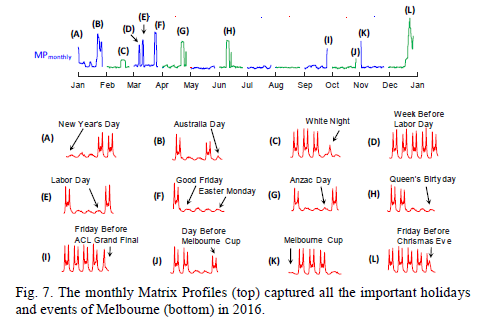 (A) (B) (C) (D) (E) (F) (G) (H) (I) (J) (K) (L)
MPmonthly
Jan Feb Mar Apr May Jun Jul Aug Sep Oct Nov Dec Jan
(A) New Year's Day
(B) Australia Day
(C) White Night
(D) Week Before
Labor Day
(E) Labor Day
(F) Good Friday
Easter Monday
(G) Anzac Day
(H) Queen's Birtyday
(I) Friday Before
ACL Grand Final
(J) Day Before
Melbourne Cup
(K) Melbourne Cup
(L) Friday Before
Chrismas Eve
Fig. 7. The monthly Matrix Profiles (top) captured all the important holidays
and events of Melbourne (bottom) in 2016.